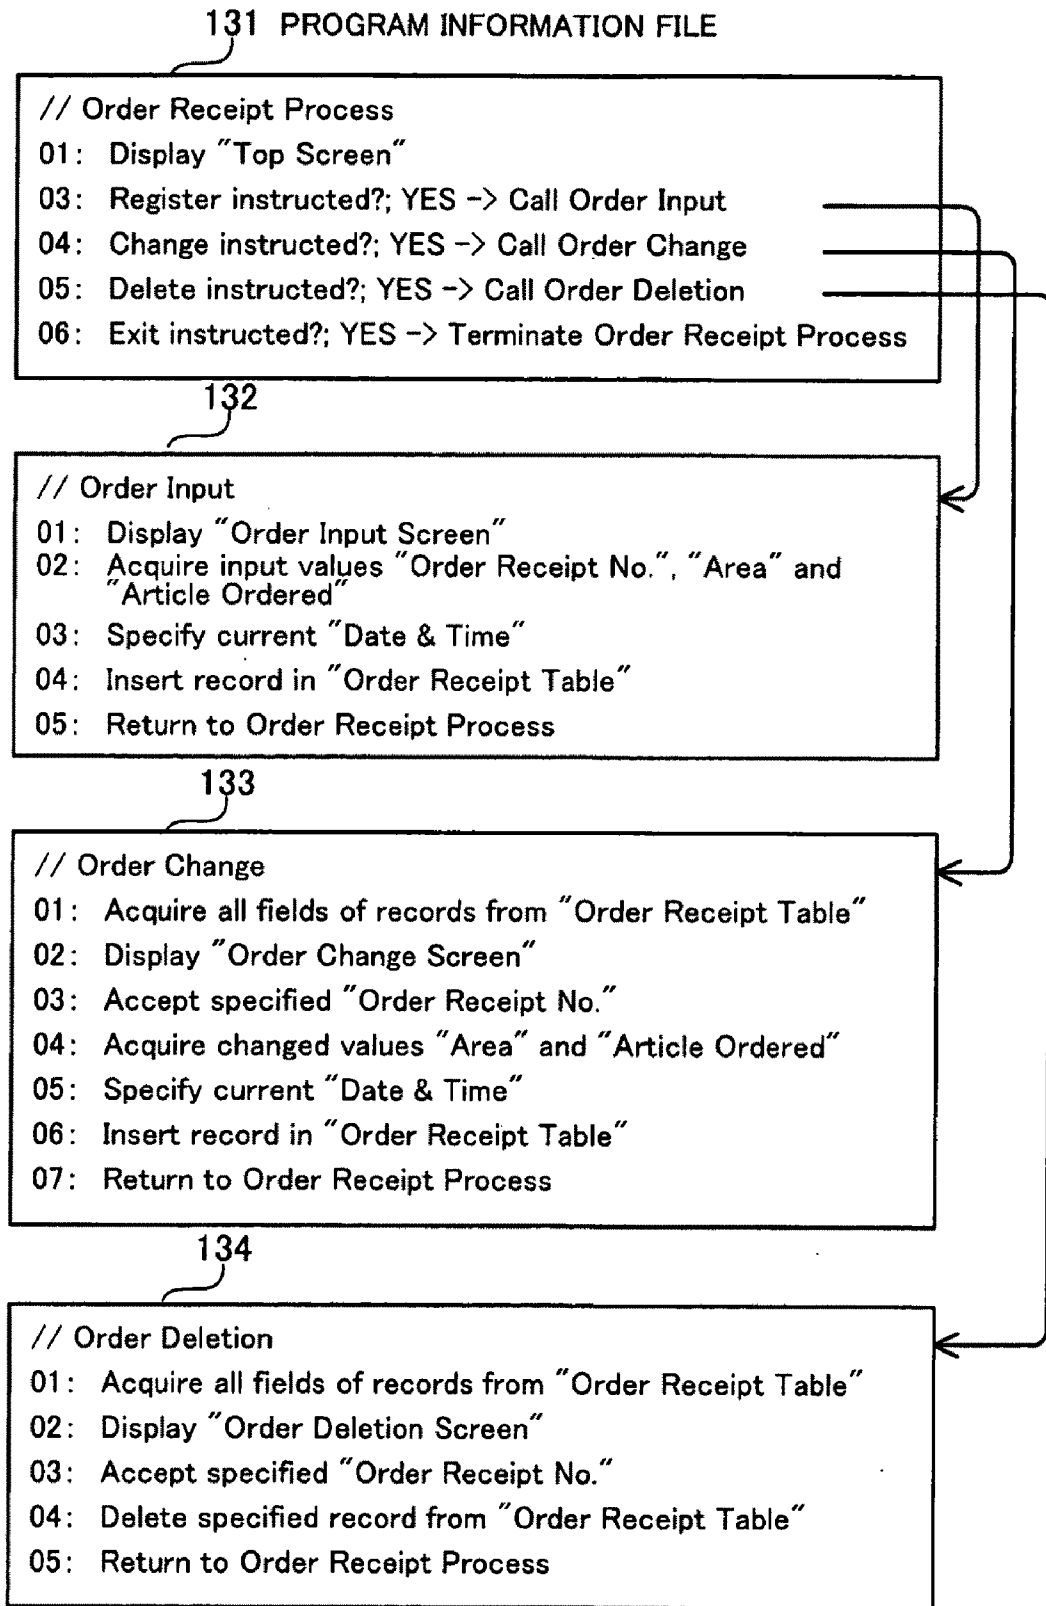 131 PROGRAM INFORMATION FILE
// Order Receipt Process
01: Display "Top Screen"
03: Register instructed?; YES -> Call Order Input
04: Change instructed?; YES -> Call Order Change
05: Delete instructed?; YES -> Call Order Deletion
06: Exit instructed?; YES -> Terminate Order Receipt Process
132
// Order Input
01: Display "Order Input Screen"
02: Acquire input values "Order Receipt No.", "Area" and
"Article Ordered"
03: Specify current "Date & Time"
04: Insert record in "Order Receipt Table"
05: Return to Order Receipt Process
133
// Order Change
01: Acquire all fields of records from "Order Receipt Table"
02: Display "Order Change Screen"
03: Accept specified "Order Receipt No."
04: Acquire changed values "Area" and "Article Ordered"
05: Specify current "Date & Time"
06: Insert record in "Order Receipt Table"
07: Return to Order Receipt Process
134
// Order Deletion
01: Acquire all fields of records from "Order Receipt Table"
02: Display "Order Deletion Screen"
03: Accept specified "Order Receipt No."
04: Delete specified record from "Order Receipt Table"
05: Return to Order Receipt Process